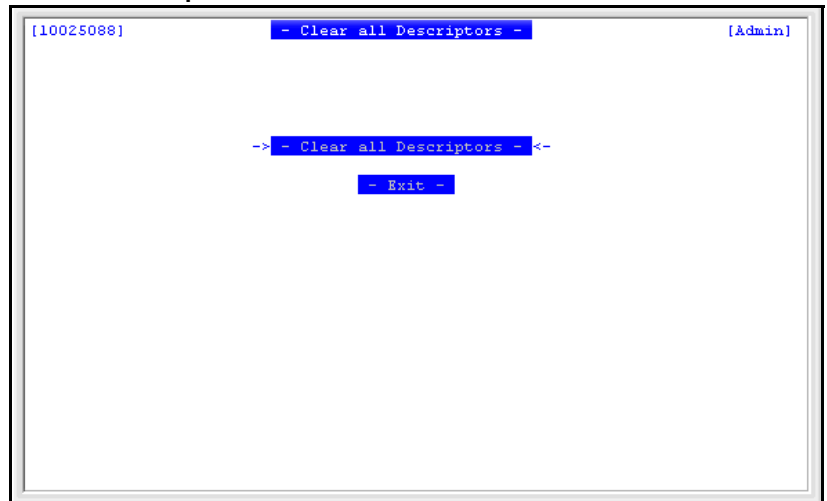 [10025088] - Clear all Descriptors - [Admin]
-> - Clear all Descriptors - <-
- Exit -